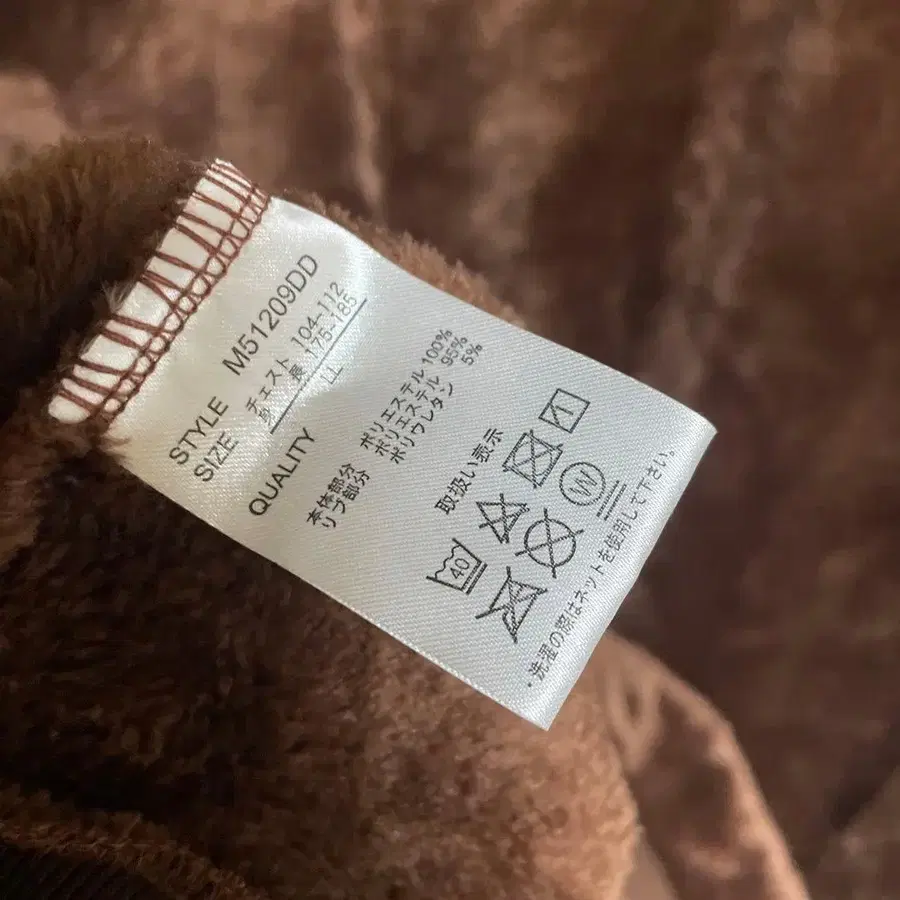 STYLE M51209DD
SIZE チェスト 104-112
身 長 175-185
LL
QUALITY
本体部分 ポリエステル 100%
リブ部分 ポリエステル 95%
ポリウレタン 5%
取扱い表示
40
W
・洗濯の際はネットを使用して下さい。